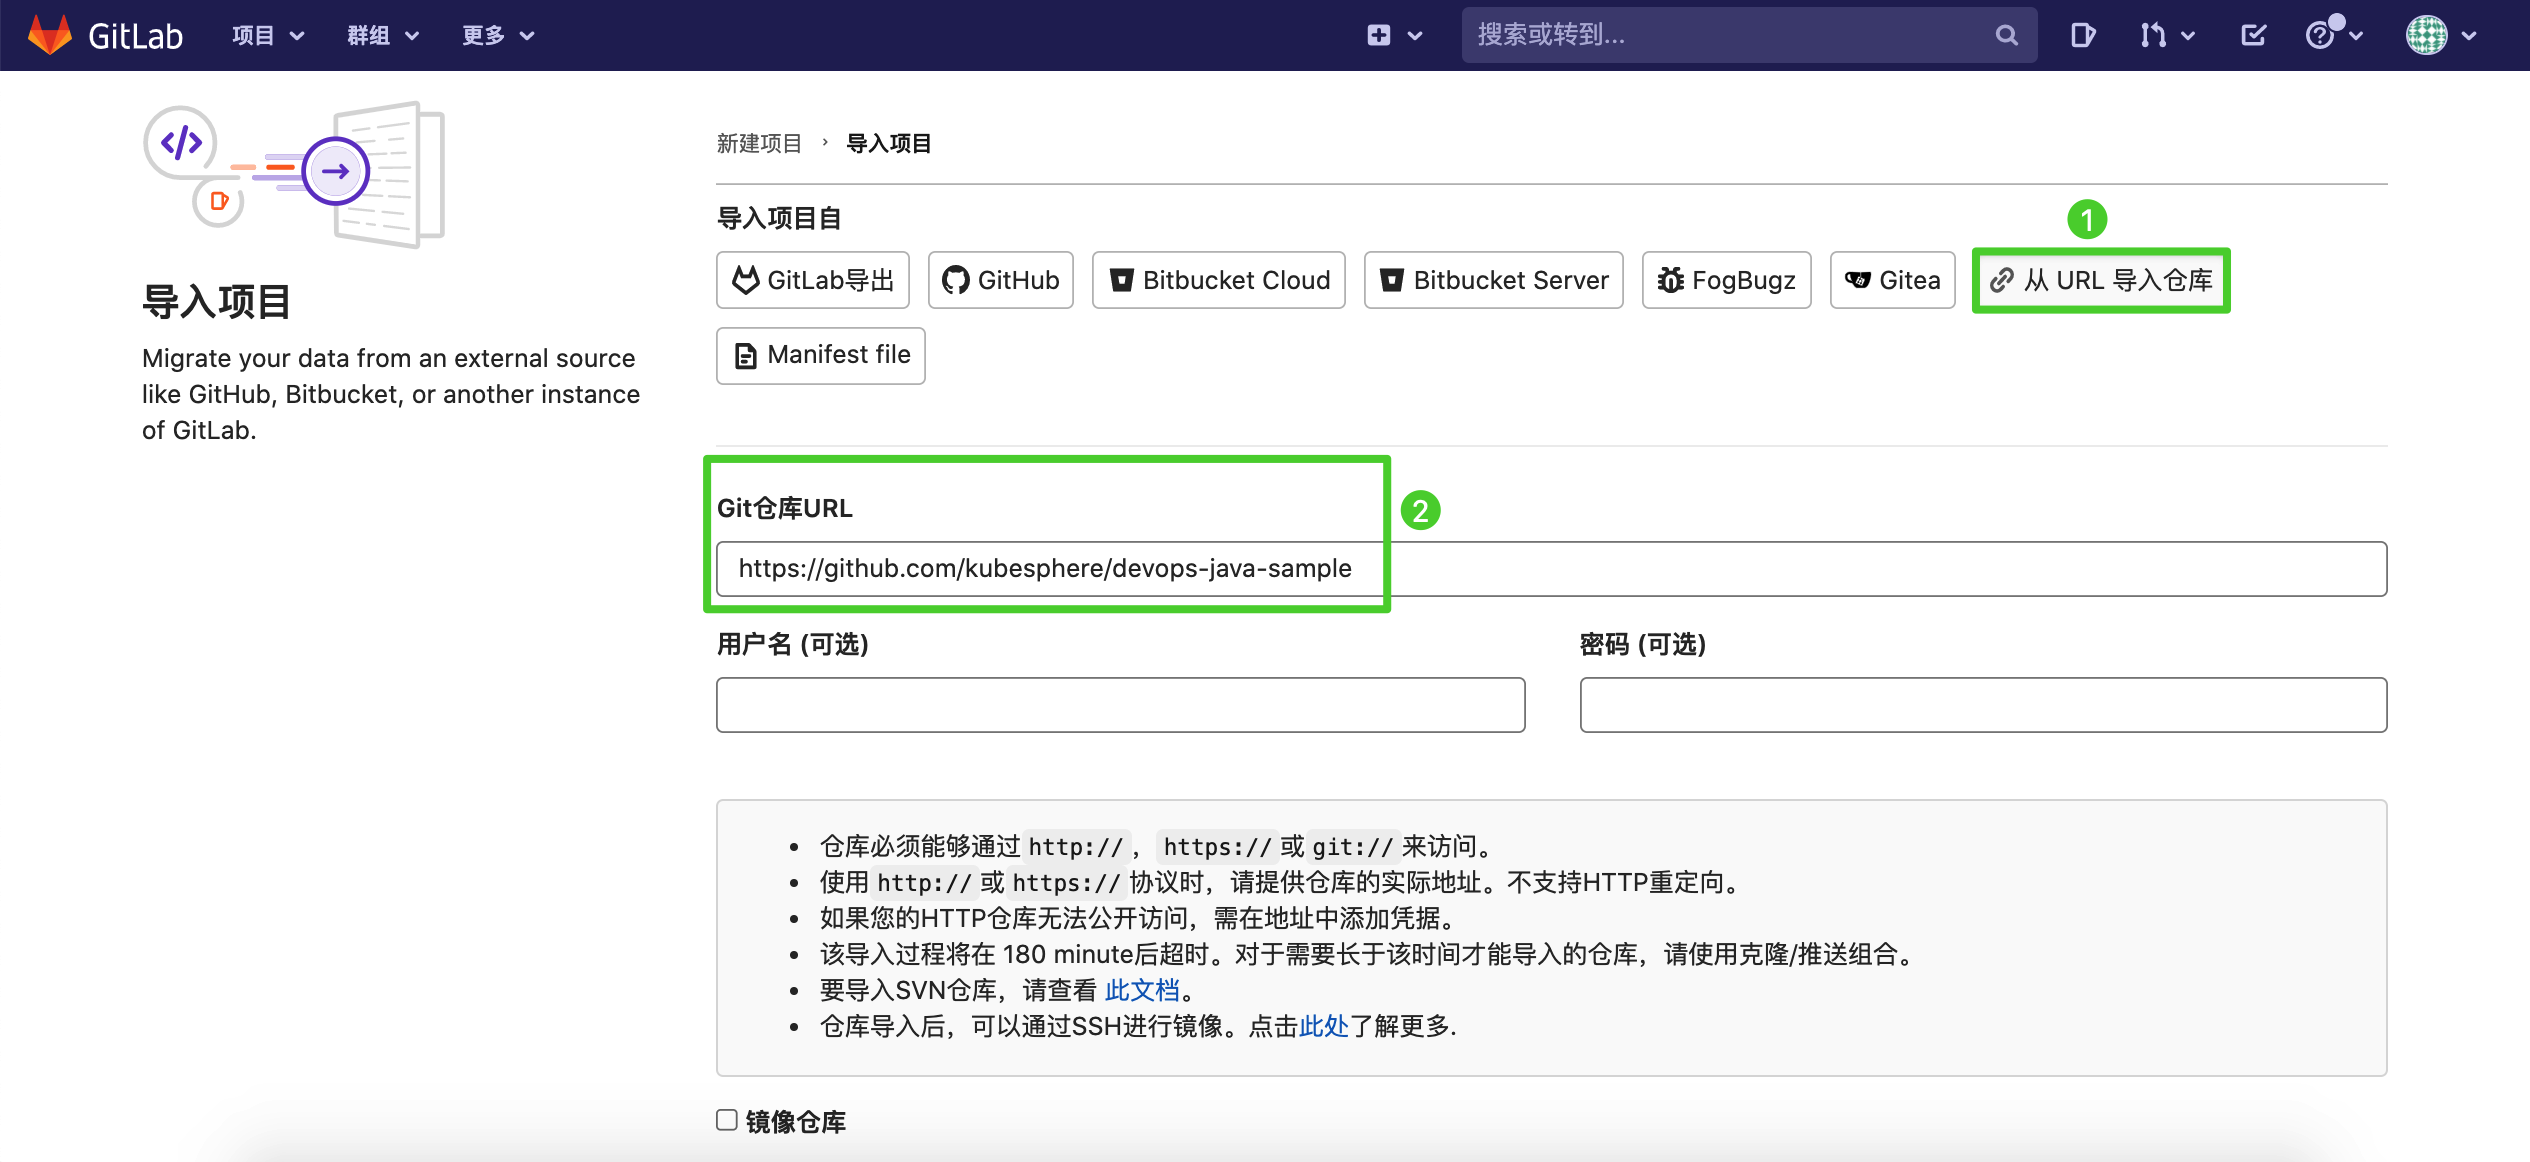 GitLab 项目 群组 更多 搜索或转到...
新建项目 › 导入项目
导入项目
Migrate your data from an external source
like GitHub, Bitbucket, or another instance
of GitLab.
导入项目自
1
GitLab导出 GitHub Bitbucket Cloud Bitbucket Server FogBugz Gitea 从 URL 导入仓库
Manifest file
Git仓库URL
2
https://github.com/kubesphere/devops-java-sample
用户名 (可选) 密码 (可选)
• 仓库必须能够通过 http://，https://或 git://来访问。
• 使用 http://或 https://协议时，请提供仓库的实际地址。不支持HTTP重定向。
• 如果您的HTTP仓库无法公开访问，需在地址中添加凭据。
• 该导入过程将在 180 minute后超时。对于需要长于该时间才能导入的仓库，请使用克隆/推送组合。
• 要导入SVN仓库，请查看 此文档。
• 仓库导入后，可以通过SSH进行镜像。点击此处了解更多.
镜像仓库